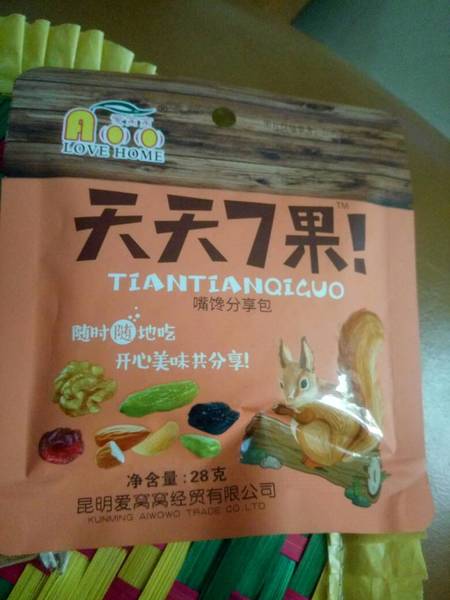 Aoo
LOVE HOME
天天7果!
TM
TIANTIANQIGUO
嘴馋分享包
随时随地吃
开心美味共分享!
净含量:28克
昆明爱窝窝经贸有限公司
KUNMING AIWOWO TRADE CO.,LTD